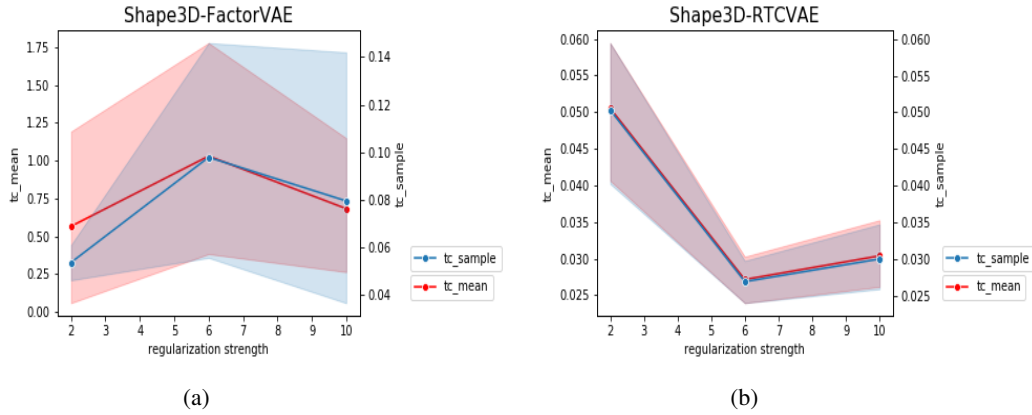 Shape3D-FactorVAE
1.75
1.50
1.25
1.00
0.75
0.50
0.25
0.00
tc_mean
0.14
0.12
0.10
0.08
0.06
0.04
tc_sample
2 3 4 5 6 7 8 9 10
regularization strength
tc_sample
tc_mean
(a)
Shape3D-RTCVAE
0.060
0.055
0.050
0.045
0.040
0.035
0.030
0.025
tc_mean
0.060
0.055
0.050
0.045
0.040
0.035
0.030
0.025
tc_sample
2 3 4 5 6 7 8 9 10
regularization strength
tc_sample
tc_mean
(b)